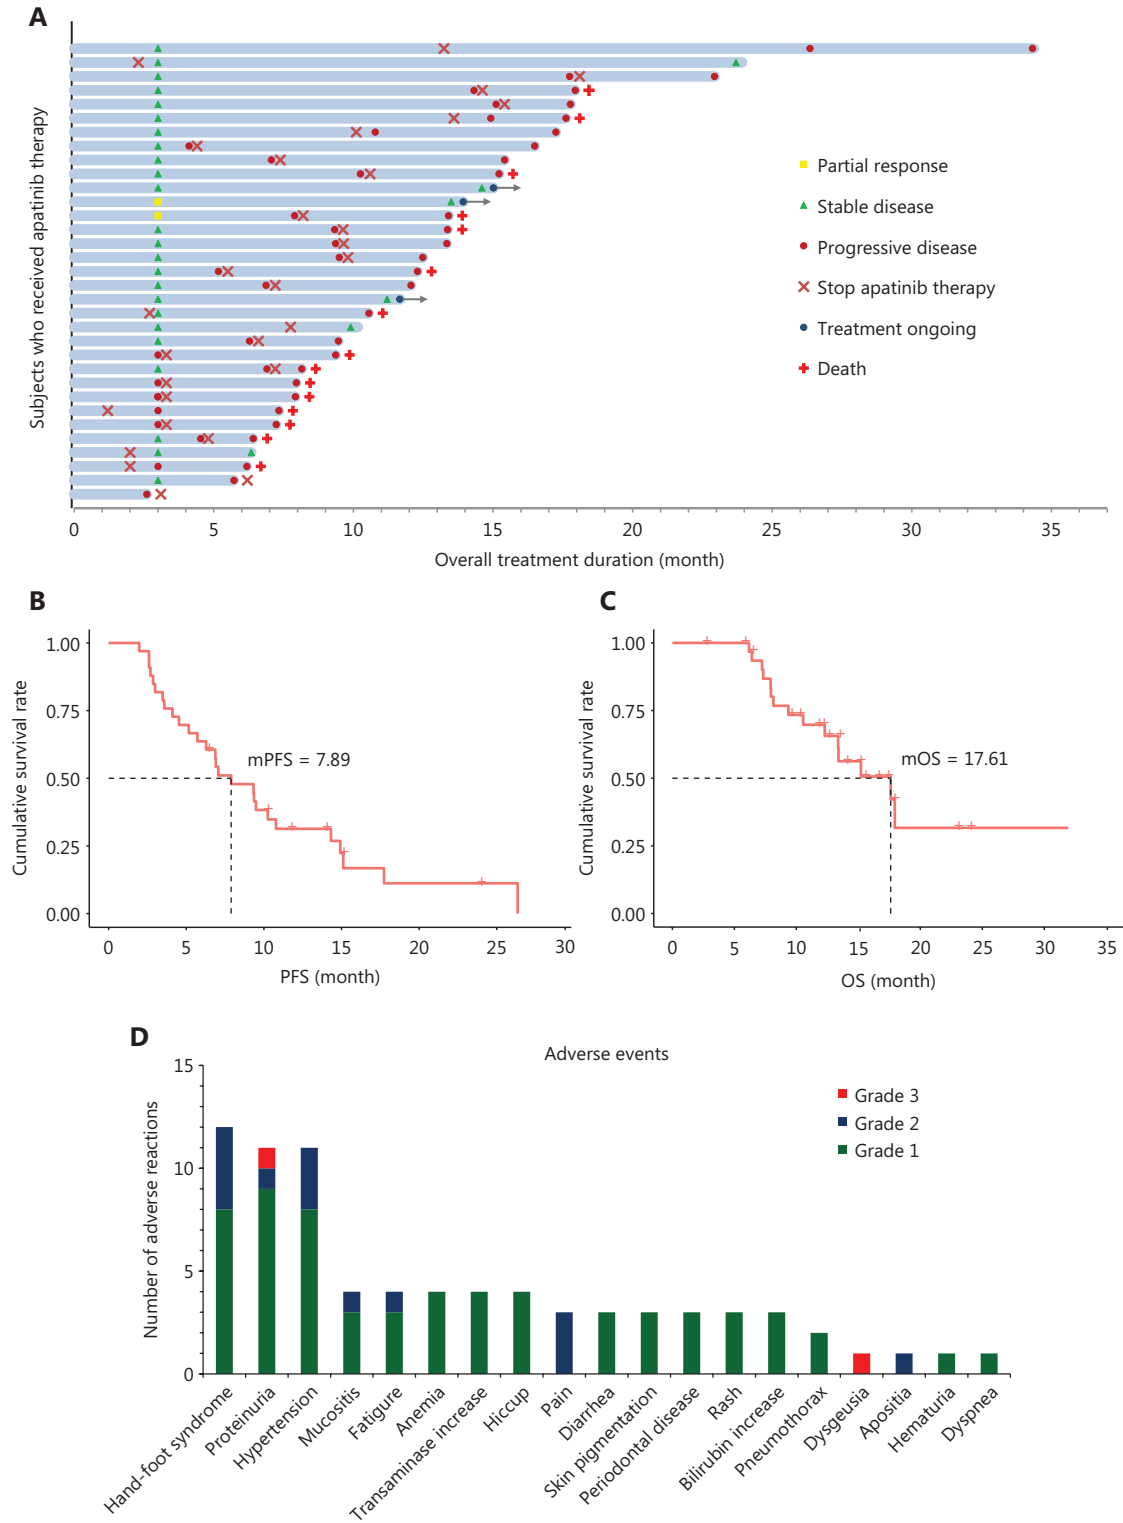 A
Subjects who received apatinib therapy
Partial response
Stable disease
Progressive disease
Stop apatinib therapy
Treatment ongoing
Death
0 5 10 15 20 25 30 35
Overall treatment duration (month)
B
Cumulative survival rate
1.00
0.75
0.50
0.25
0.00
mPFS = 7.89
0 5 10 15 20 25 30
PFS (month)
C
Cumulative survival rate
1.00
0.75
0.50
0.25
0.00
mOS = 17.61
0 5 10 15 20 25 30 35
OS (month)
D
Adverse events
Number of adverse reactions
15
10
5
0
Grade 3
Grade 2
Grade 1
Hand-foot syndrome
Proteinuria
Hypertension
Mucositis
Fatigure
Anemia
Transaminase increase
Hiccup
Pain
Diarrhea
Skin pigmentation
Periodontal disease
Rash
Bilirubin increase
Pneumothorax
Dysgeusia
Apositia
Hematuria
Dyspnea